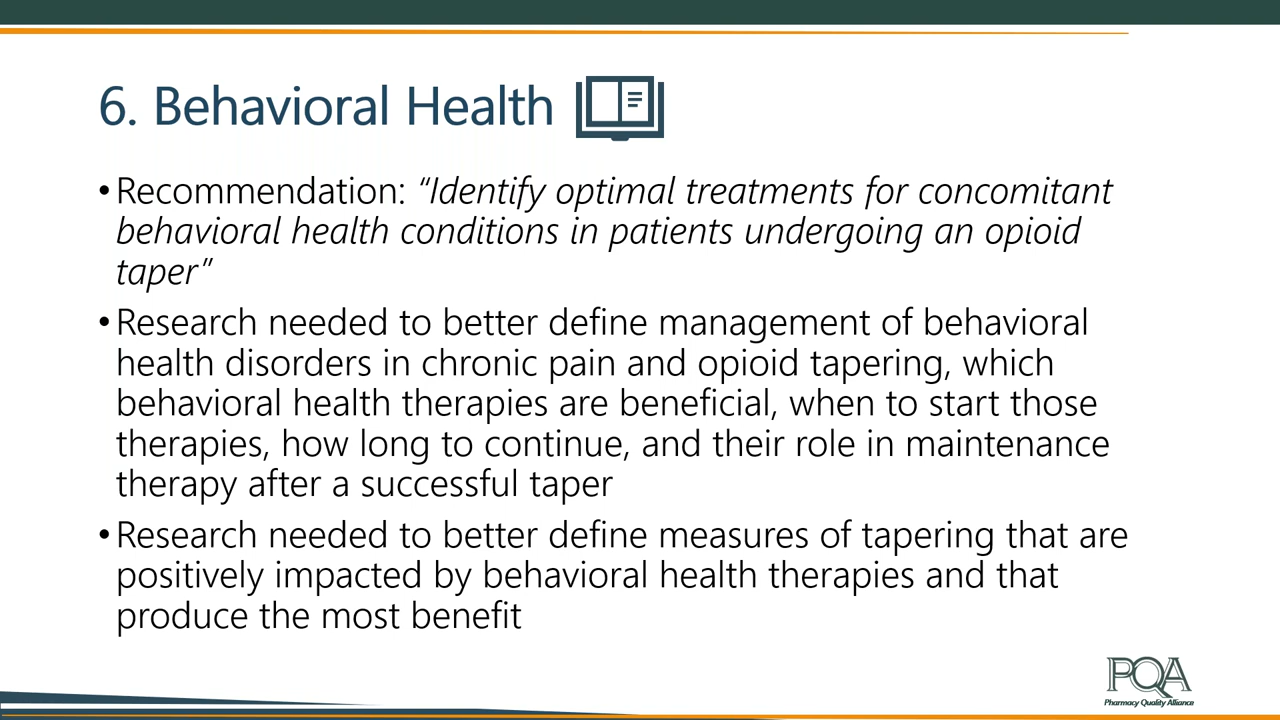 6. Behavioral Health
• Recommendation: “Identify optimal treatments for concomitant
behavioral health conditions in patients undergoing an opioid
taper”
• Research needed to better define management of behavioral
health disorders in chronic pain and opioid tapering, which
behavioral health therapies are beneficial, when to start those
therapies, how long to continue, and their role in maintenance
therapy after a successful taper
• Research needed to better define measures of tapering that are
positively impacted by behavioral health therapies and that
produce the most benefit
PQA
Pharmacy Quality Alliance